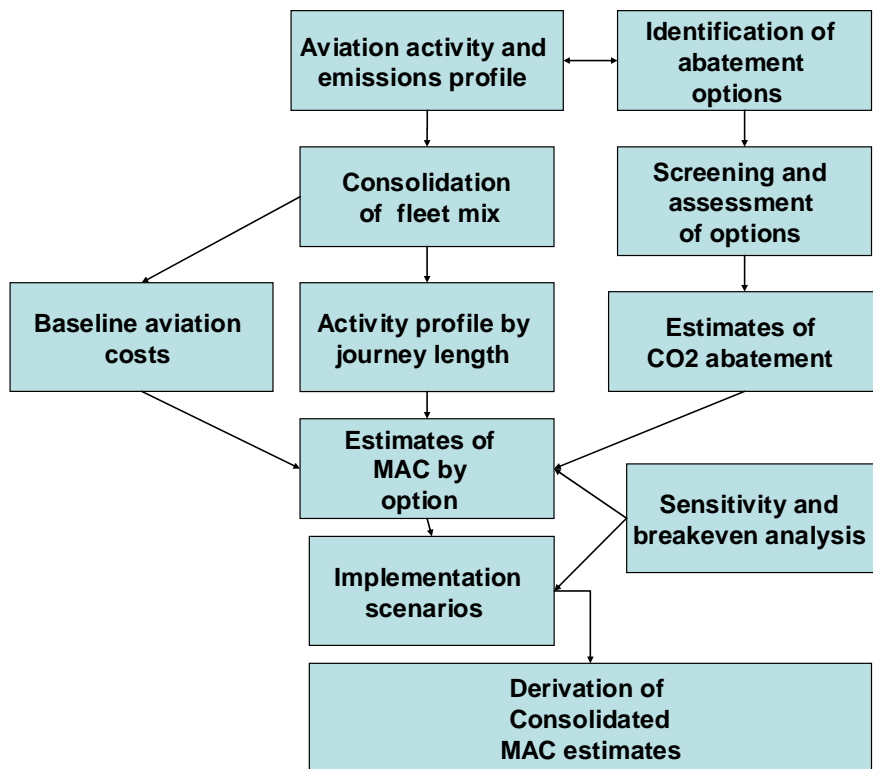 Aviation activity and
emissions profile
Identification of
abatement
options
Consolidation
of fleet mix
Screening and
assessment
of options
Baseline aviation
costs
Activity profile by
journey length
Estimates of
CO2 abatement
Estimates of
MAC by
option
Sensitivity and
breakeven analysis
Implementation
scenarios
Derivation of
Consolidated
MAC estimates